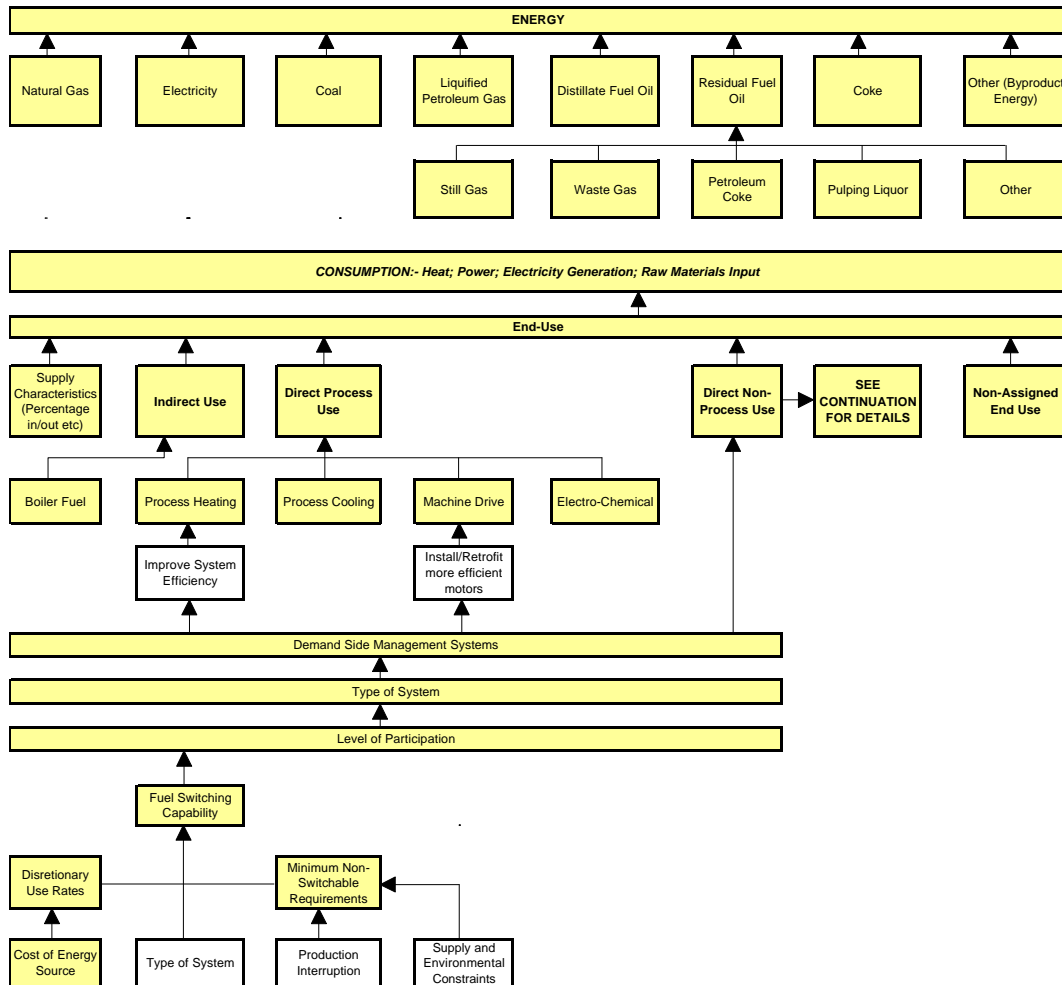 ENERGY
Natural Gas
Electricity
Coal
Liquified
Petroleum Gas
Distillate Fuel Oil
Residual Fuel
Oil
Coke
Other (Byproduct
Energy)
Still Gas
Waste Gas
Petroleum
Coke
Pulping Liquor
Other
CONSUMPTION:- Heat; Power; Electricity Generation; Raw Materials Input
End-Use
Supply
Characteristics
(Percentage
in/out etc)
Indirect Use
Direct Process
Use
Direct Non-
Process Use
SEE
CONTINUATION
FOR DETAILS
Non-Assigned
End Use
Boiler Fuel
Process Heating
Process Cooling
Machine Drive
Electro-Chemical
Improve System
Efficiency
Install/Retrofit
more efficient
motors
Demand Side Management Systems
Type of System
Level of Participation
Fuel Switching
Capability
Disretionary
Use Rates
Minimum Non-
Switchable
Requirements
Cost of Energy
Source
Type of System
Production
Interruption
Supply and
Environmental
Constraints